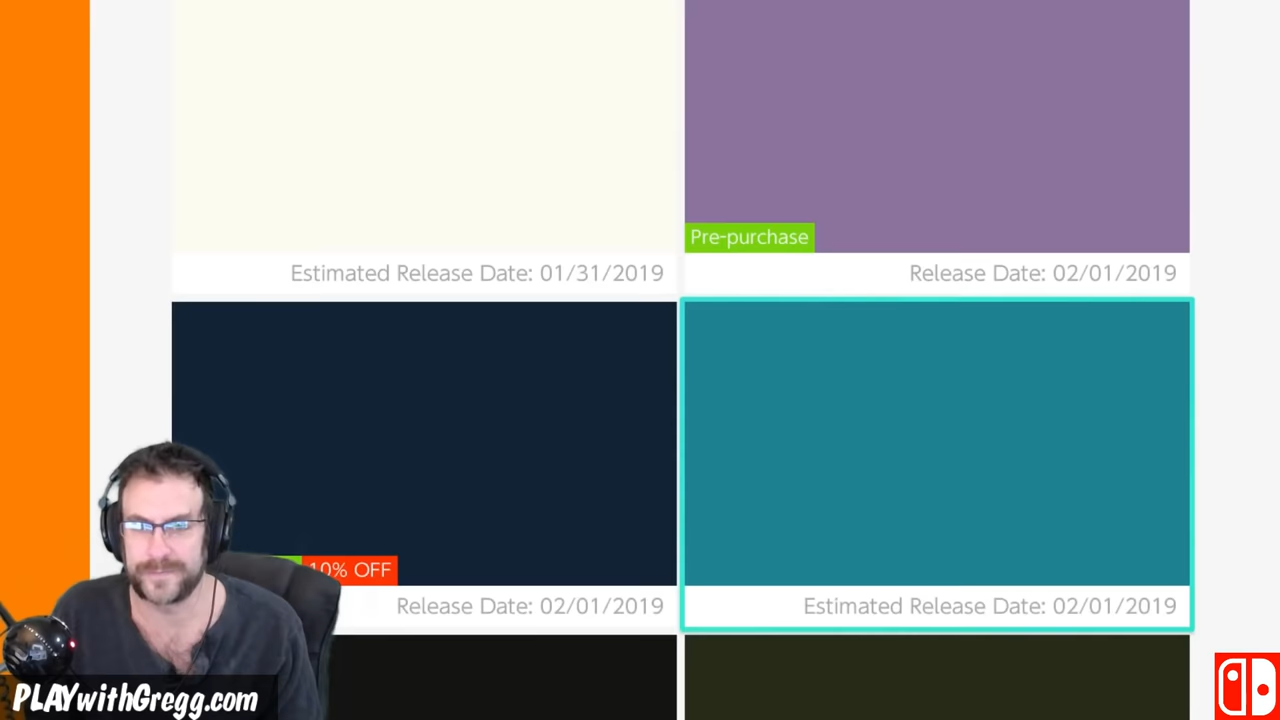 Pre-purchase
Estimated Release Date: 01/31/2019
Release Date: 02/01/2019
10% OFF
Release Date: 02/01/2019
Estimated Release Date: 02/01/2019
PLAYwithGregg.com